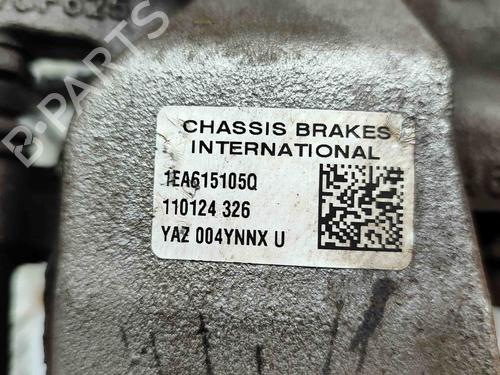 B-PARTS
CHASSIS BRAKES
INTERNATIONAL
1EA615105Q
110124 326
YAZ 004YNNX U